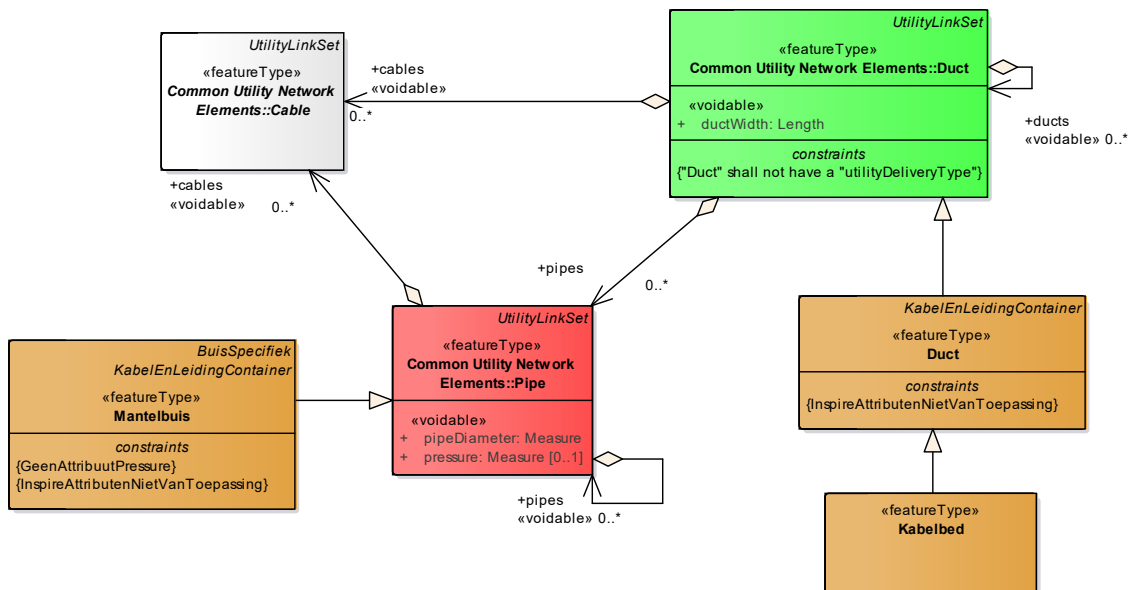 UtilityLinkSet
«featureType»
Common Utility Network
Elements::Cable
+cables
«voidable»
0..*
UtilityLinkSet
«featureType»
Common Utility Network Elements::Duct
«voidable»
+ ductWidth: Length
constraints
{"Duct" shall not have a "utilityDeliveryType"}
+ducts
«voidable» 0..*
+cables
«voidable»
0..*
+pipes
0..*
UtilityLinkSet
«featureType»
Common Utility Network
Elements::Pipe
«voidable»
+ pipeDiameter: Measure
+ pressure: Measure [0..1]
+pipes
«voidable» 0..*
BuisSpecifiek
KabelEnLeidingContainer
«featureType»
Mantelbuis
constraints
{GeenAttribuutPressure}
{InspireAttributenNietVanToepassing}
KabelEnLeidingContainer
«featureType»
Duct
constraints
{InspireAttributenNietVanToepassing}
«featureType»
Kabelbed